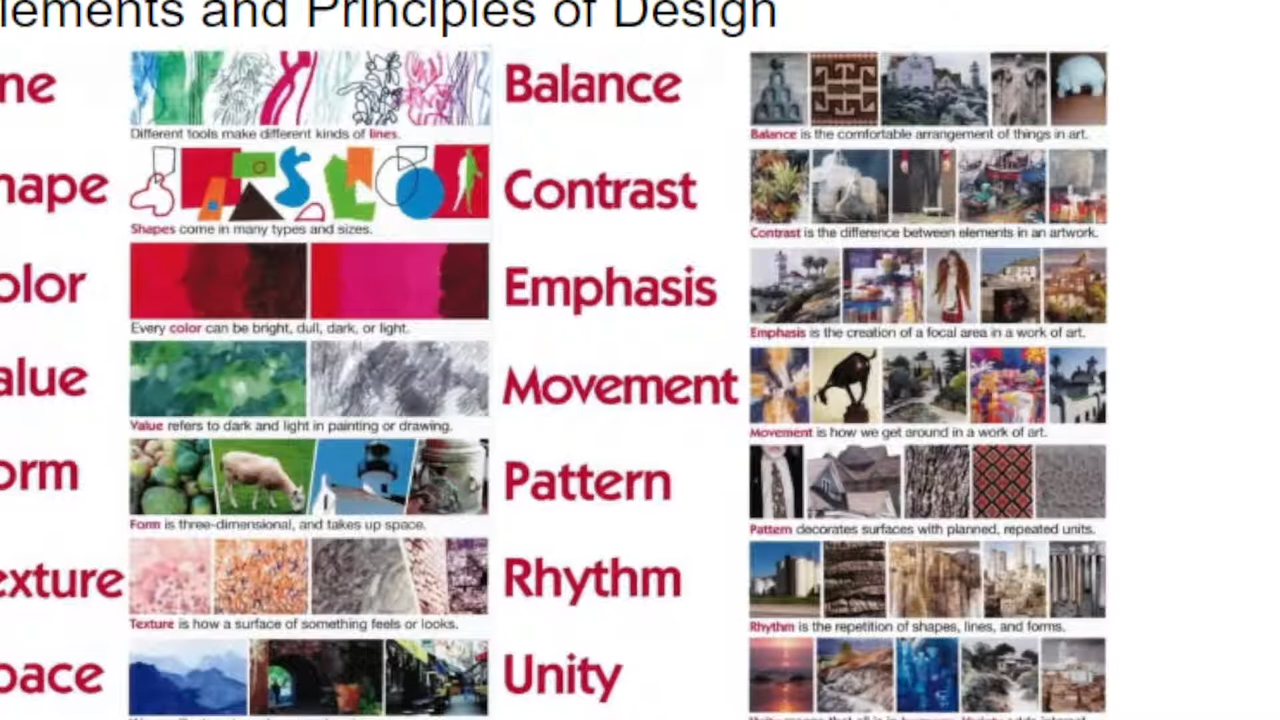 lements and Principles of Design
ne
Different tools make different kinds of lines.
hape
Shapes come in many types and sizes.
olor
Every color can be bright, dull, dark, or light.
alue
Value refers to dark and light in painting or drawing.
orm
Form is three-dimensional, and takes up space.
exture
Texture is how a surface of something feels or looks.
pace
Balance
Balance is the comfortable arrangement of things in art.
Contrast
Contrast is the difference between elements in an artwork.
Emphasis
Emphasis is the creation of a focal area in a work of art.
Movement
Movement is how we get around in a work of art.
Pattern
Pattern decorates surfaces with planned, repeated units.
Rhythm
Rhythm is the repetition of shapes, lines, and forms.
Unity